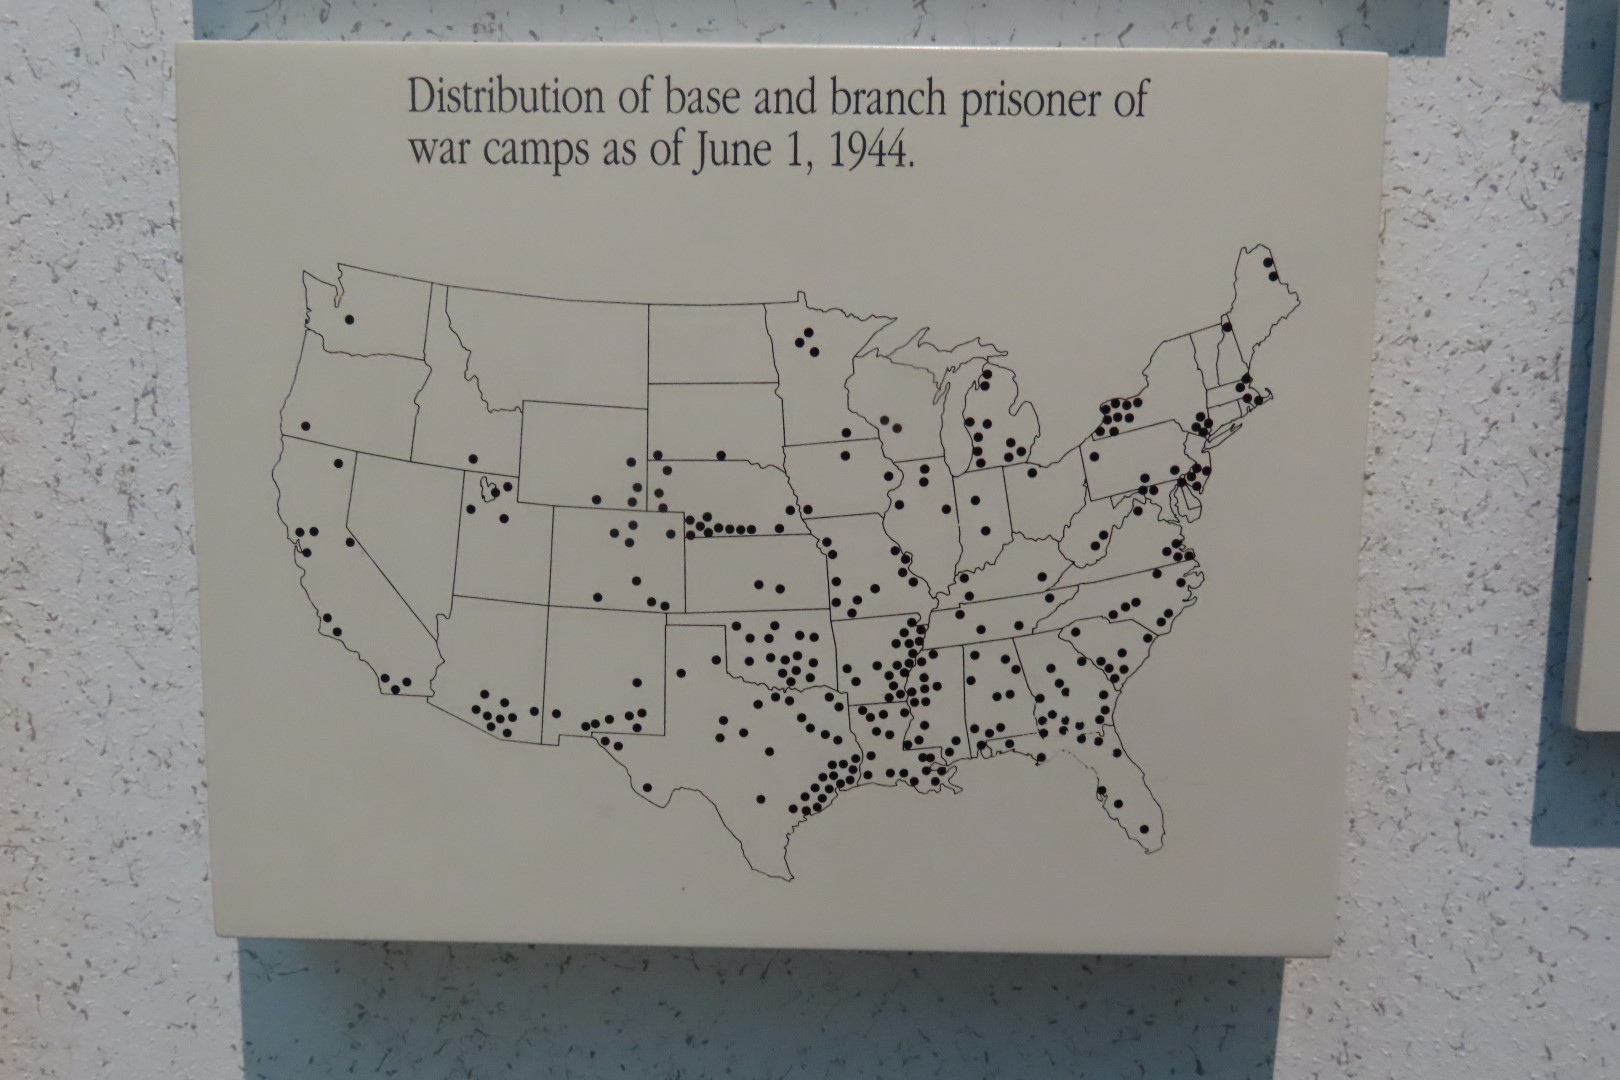 Distribution of base and branch prisoner of
war camps as of June 1, 1944.